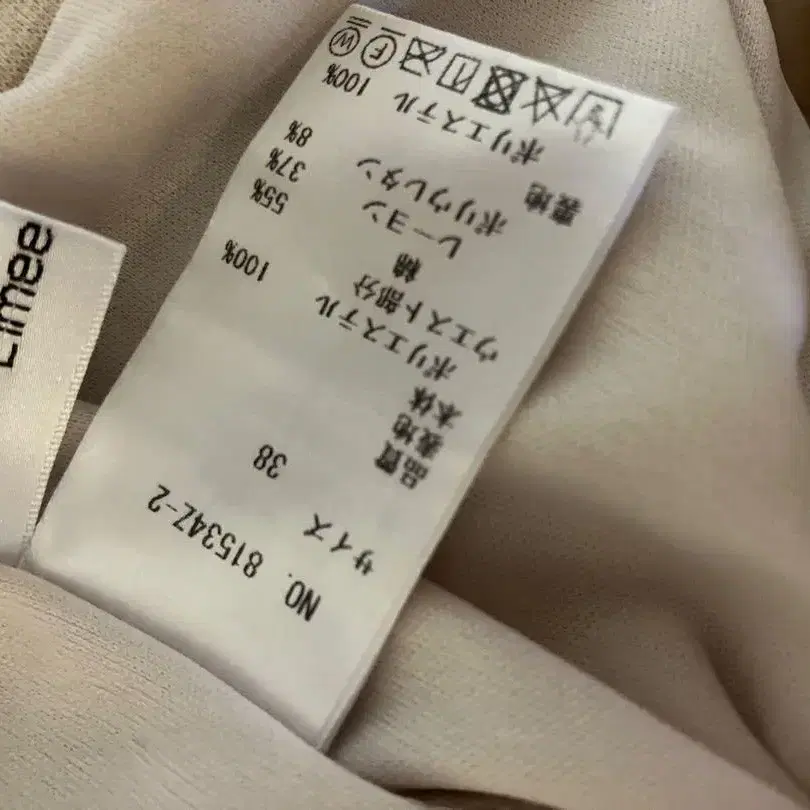 NO. 81534Z-2
サイズ 38
品質
表地
本体
ポリエステル 100%
ウエスト部分
綿 55%
レーヨン 37%
ポリウレタン 8%
裏地
ポリエステル 100%
F W